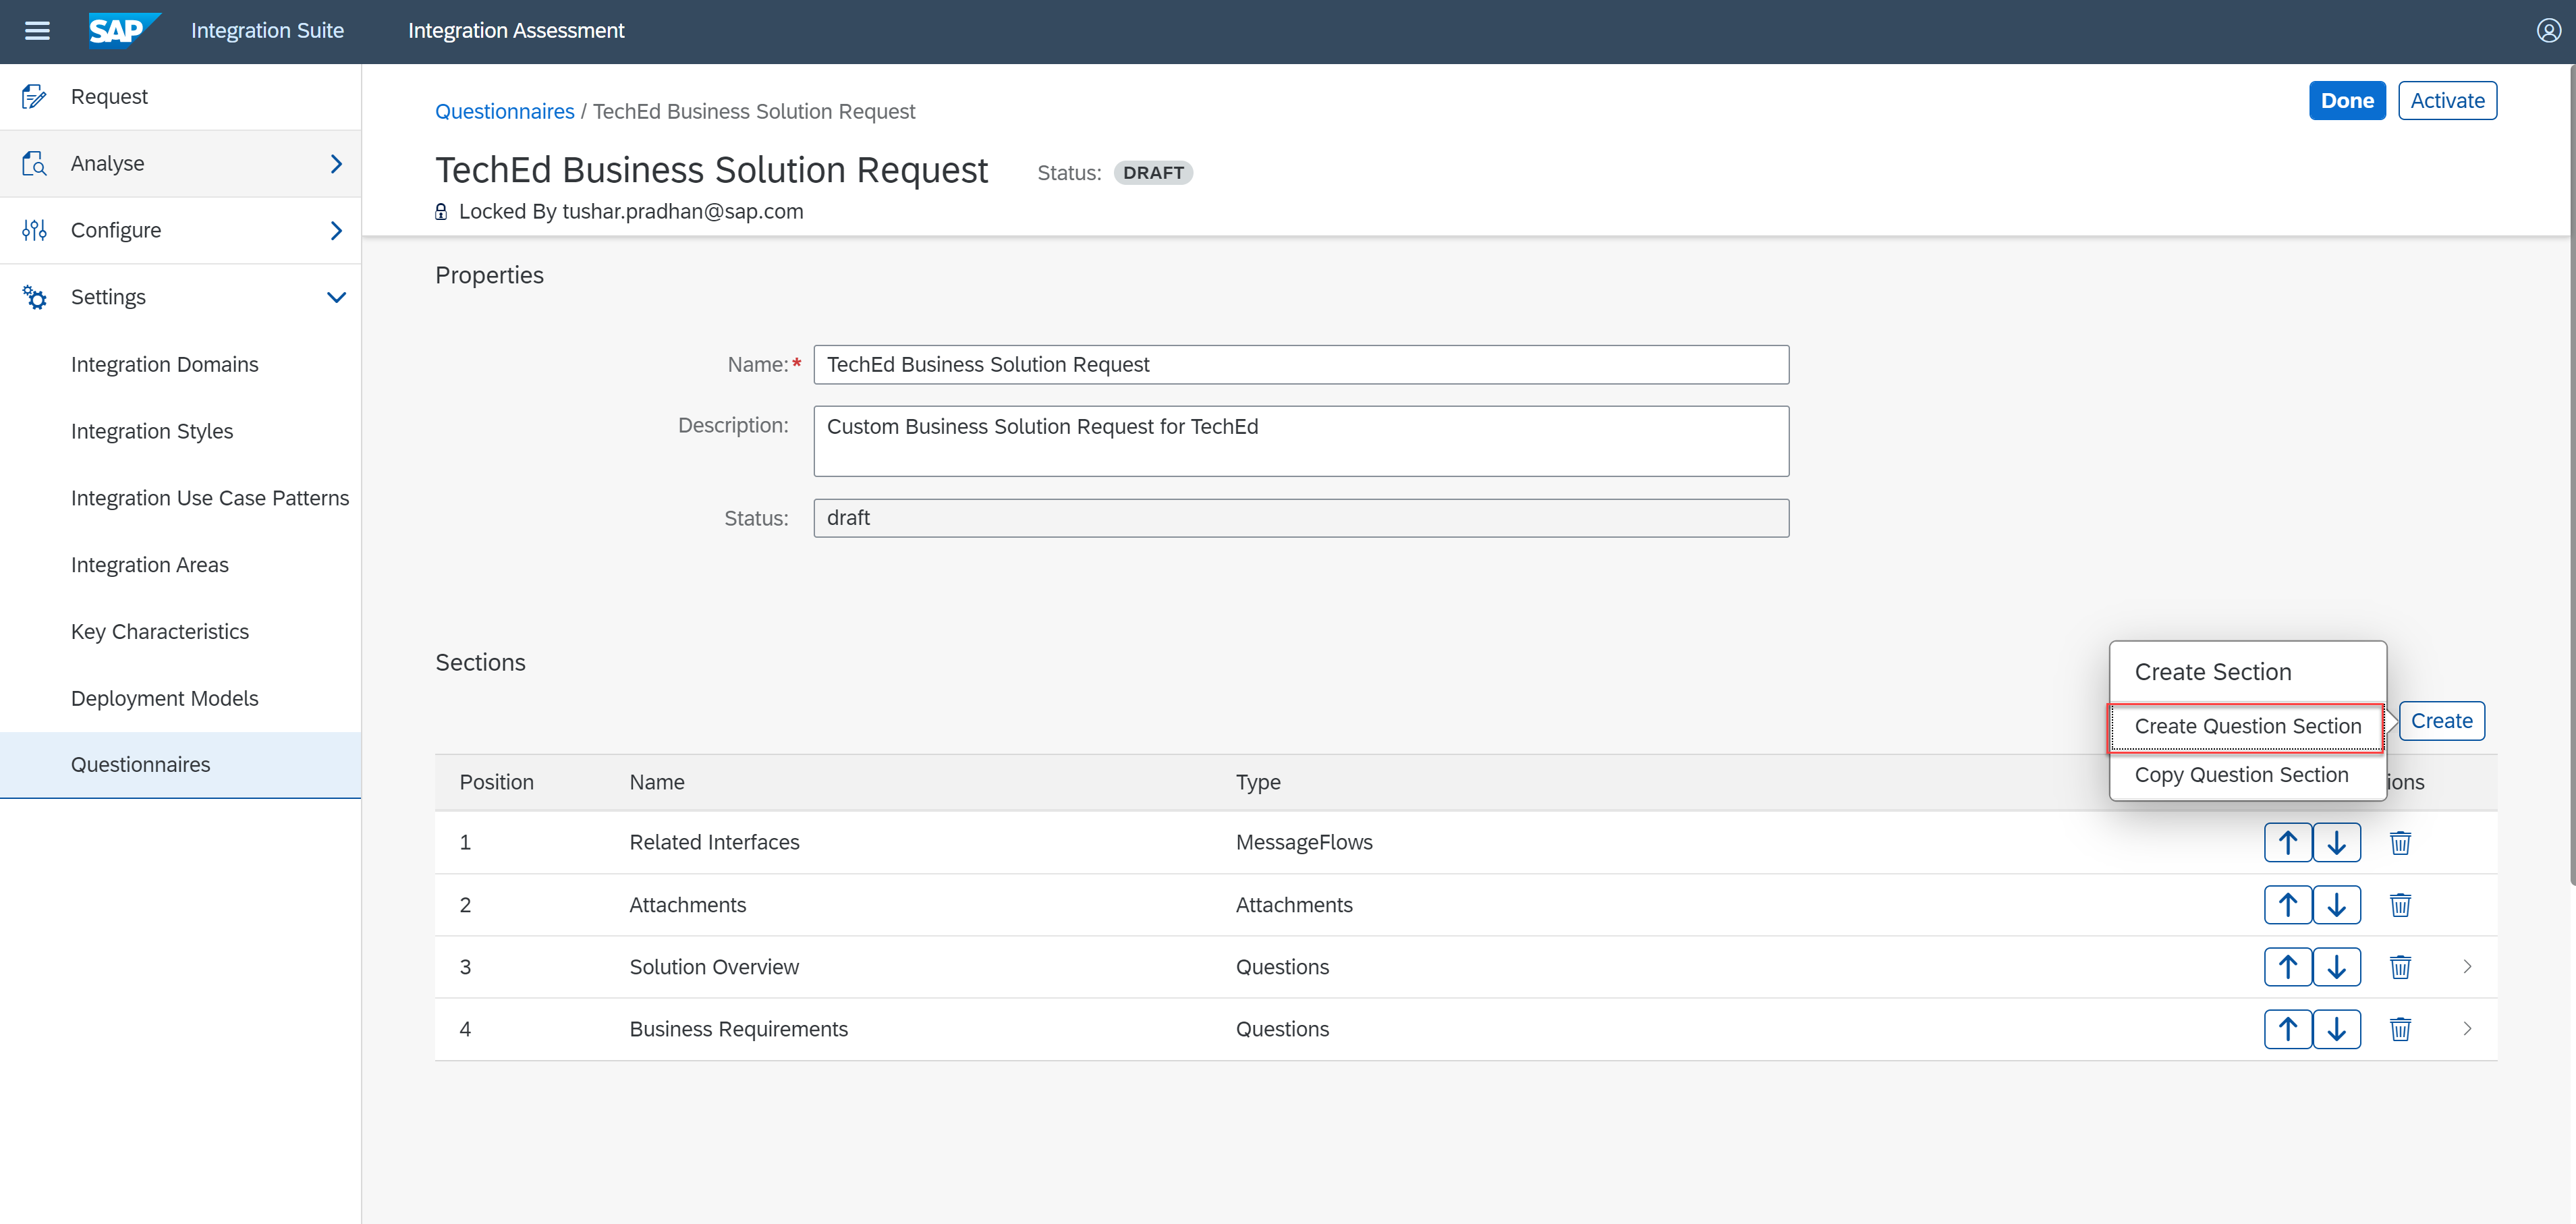 SAP Integration Suite Integration Assessment
Request
Analyse
Configure
Settings
Integration Domains
Integration Styles
Integration Use Case Patterns
Integration Areas
Key Characteristics
Deployment Models
Questionnaires
Questionnaires / TechEd Business Solution Request
Done Activate
TechEd Business Solution Request Status: DRAFT
Locked By tushar.pradhan@sap.com
Properties
Name:* TechEd Business Solution Request
Description: Custom Business Solution Request for TechEd
Status: draft
Sections
Create Section
Create Question Section
Copy Question Section
Create
Position Name Type ions
1 Related Interfaces MessageFlows
2 Attachments Attachments
3 Solution Overview Questions
4 Business Requirements Questions